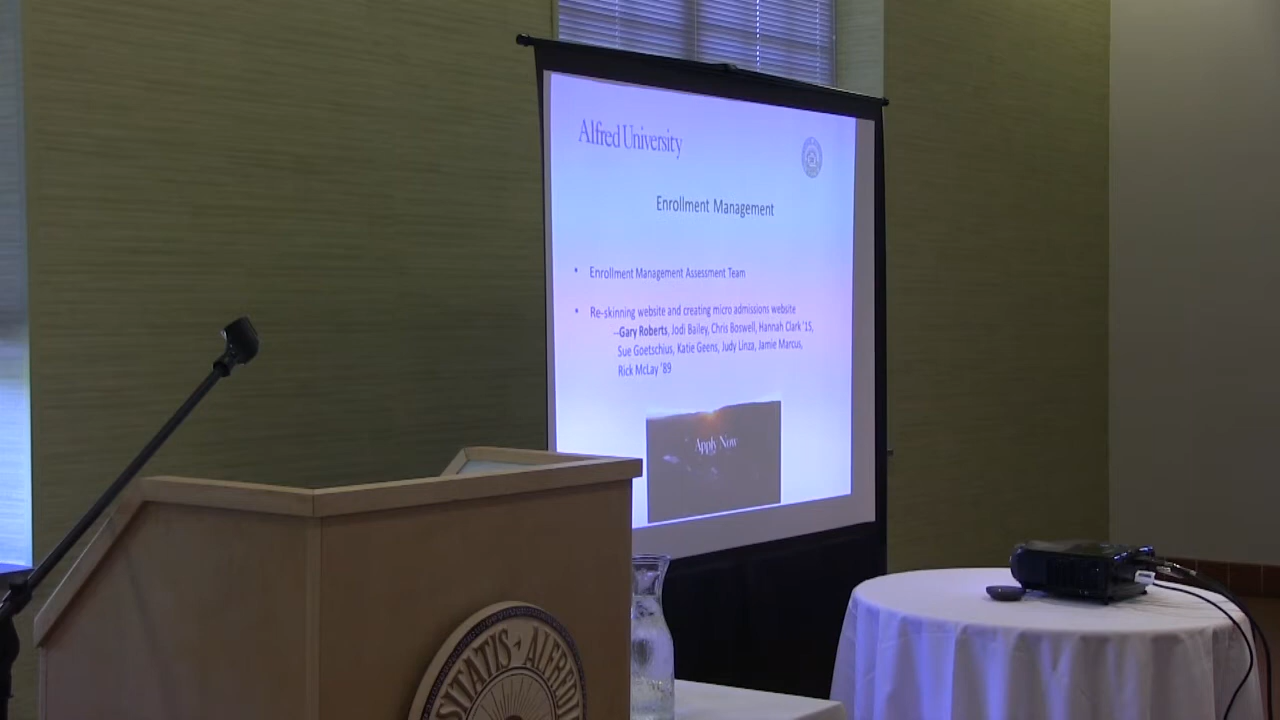 Alfred University
Enrollment Management
• Enrollment Management Assessment Team
• Re-skinning website and creating micro admissions website
–Gary Roberts, Jodi Bailey, Chris Boswell, Hannah Clark '15,
Sue Goetschius, Katie Geens, Judy Linza, Jamie Marcus,
Rick McLay '89
Apply Now
SITATIS • ALFRED